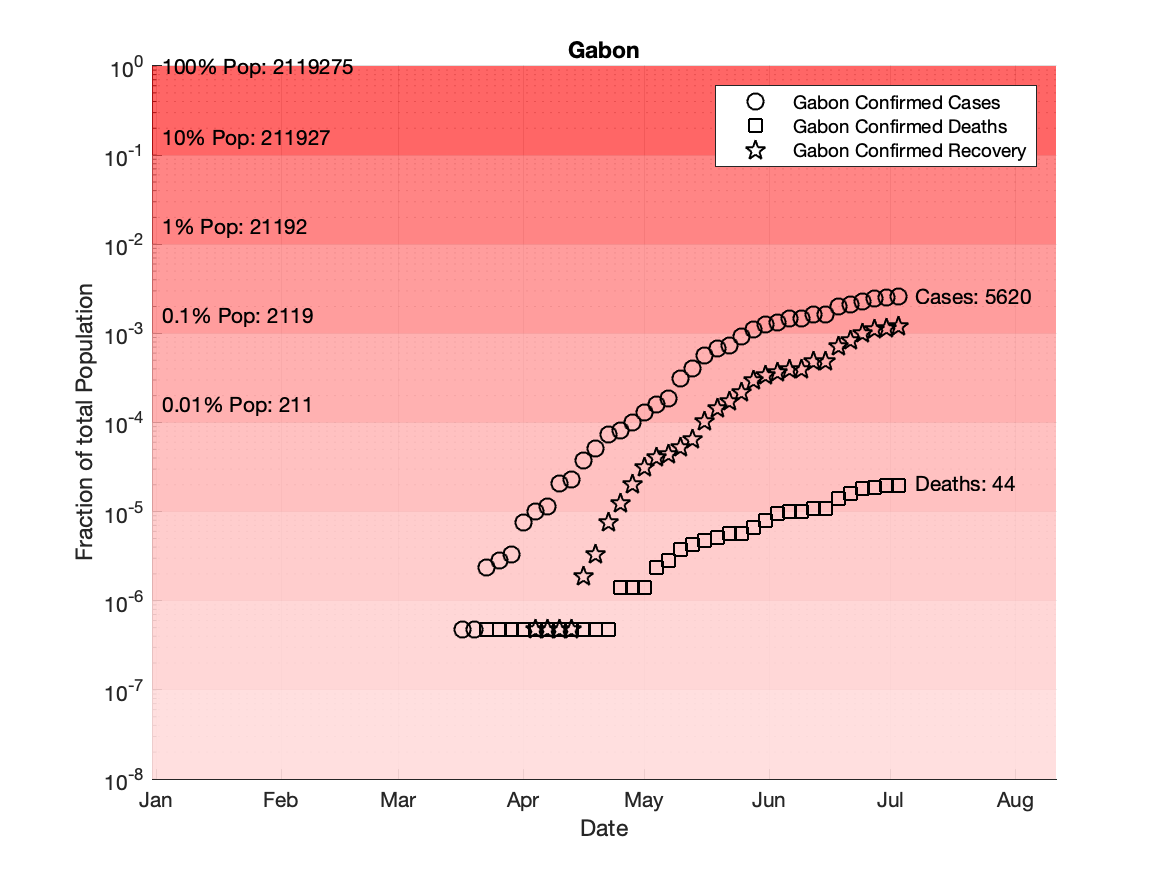 Gabon
10^0
100% Pop: 2119275
Gabon Confirmed Cases
Gabon Confirmed Deaths
Gabon Confirmed Recovery
10% Pop: 211927
10^-1
1% Pop: 21192
10^-2
Cases: 5620
0.1% Pop: 2119
10^-3
0.01% Pop: 211
10^-4
Deaths: 44
10^-5
10^-6
10^-7
10^-8
Fraction of total Population
Jan Feb Mar Apr May Jun Jul Aug
Date